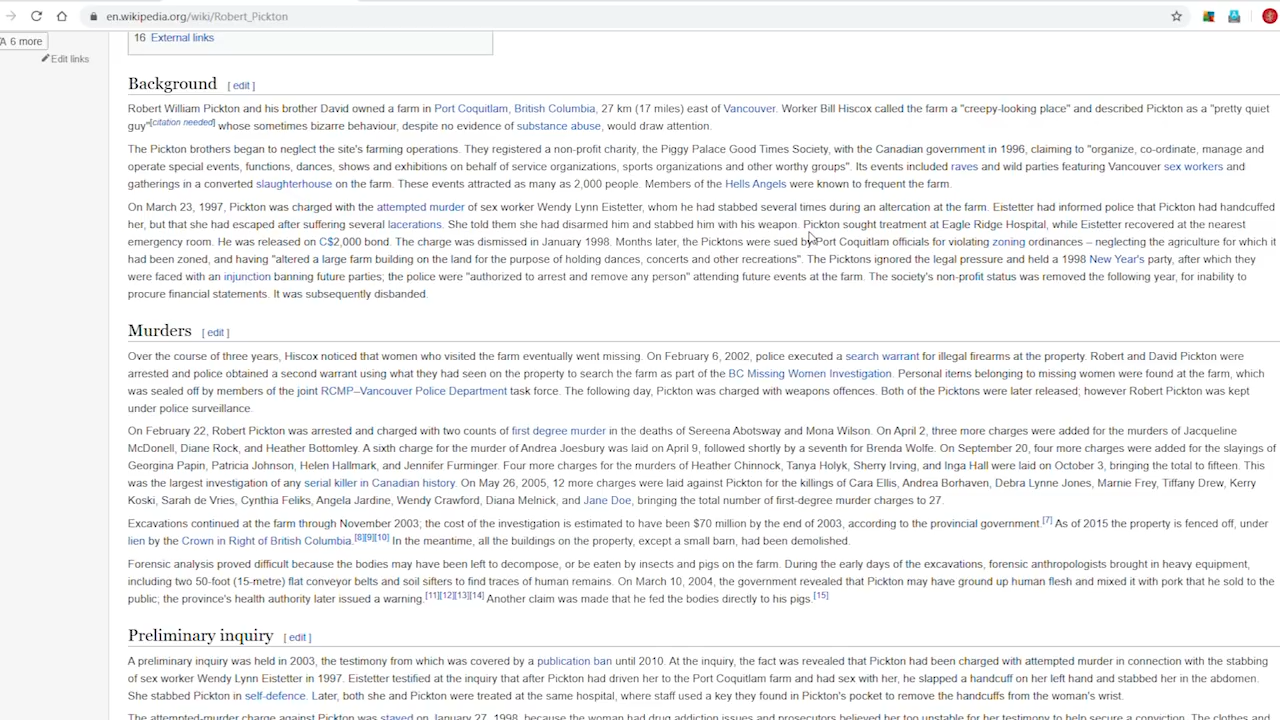 en.wikipedia.org/wiki/Robert_Pickton
6 more
Edit links
16 External links
Background [ edit ]
Robert William Pickton and his brother David owned a farm in Port Coquitlam, British Columbia, 27 km (17 miles) east of Vancouver. Worker Bill Hiscox called the farm a "creepy-looking place" and described Pickton as a "pretty quiet
guy"[citation needed] whose sometimes bizarre behaviour, despite no evidence of substance abuse, would draw attention.
The Pickton brothers began to neglect the site's farming operations. They registered a non-profit charity, the Piggy Palace Good Times Society, with the Canadian government in 1996, claiming to "organize, co-ordinate, manage and
operate special events, functions, dances, shows and exhibitions on behalf of service organizations, sports organizations and other worthy groups". Its events included raves and wild parties featuring Vancouver sex workers and
gatherings in a converted slaughterhouse on the farm. These events attracted as many as 2,000 people. Members of the Hells Angels were known to frequent the farm.
On March 23, 1997, Pickton was charged with the attempted murder of sex worker Wendy Lynn Eistetter, whom he had stabbed several times during an altercation at the farm. Eistetter had informed police that Pickton had handcuffed
her, but that she had escaped after suffering several lacerations. She told them she had disarmed him and stabbed him with his weapon. Pickton sought treatment at Eagle Ridge Hospital, while Eistetter recovered at the nearest
emergency room. He was released on C$2,000 bond. The charge was dismissed in January 1998. Months later, the Picktons were sued by Port Coquitlam officials for violating zoning ordinances – neglecting the agriculture for which it
had been zoned, and having "altered a large farm building on the land for the purpose of holding dances, concerts and other recreations". The Picktons ignored the legal pressure and held a 1998 New Year's party, after which they
were faced with an injunction banning future parties; the police were "authorized to arrest and remove any person" attending future events at the farm. The society's non-profit status was removed the following year, for inability to
procure financial statements. It was subsequently disbanded.
Murders [ edit ]
Over the course of three years, Hiscox noticed that women who visited the farm eventually went missing. On February 6, 2002, police executed a search warrant for illegal firearms at the property. Robert and David Pickton were
arrested and police obtained a second warrant using what they had seen on the property to search the farm as part of the BC Missing Women Investigation. Personal items belonging to missing women were found at the farm, which
was sealed off by members of the joint RCMP–Vancouver Police Department task force. The following day, Pickton was charged with weapons offences. Both of the Picktons were later released; however Robert Pickton was kept
under police surveillance.
On February 22, Robert Pickton was arrested and charged with two counts of first degree murder in the deaths of Sereena Abotsway and Mona Wilson. On April 2, three more charges were added for the murders of Jacqueline
McDonell, Diane Rock, and Heather Bottomley. A sixth charge for the murder of Andrea Joesbury was laid on April 9, followed shortly by a seventh for Brenda Wolfe. On September 20, four more charges were added for the slayings of
Georgina Papin, Patricia Johnson, Helen Hallmark, and Jennifer Furminger. Four more charges for the murders of Heather Chinnock, Tanya Holyk, Sherry Irving, and Inga Hall were laid on October 3, bringing the total to fifteen. This
was the largest investigation of any serial killer in Canadian history. On May 26, 2005, 12 more charges were laid against Pickton for the killings of Cara Ellis, Andrea Borhaven, Debra Lynne Jones, Marnie Frey, Tiffany Drew, Kerry
Koski, Sarah de Vries, Cynthia Feliks, Angela Jardine, Wendy Crawford, Diana Melnick, and Jane Doe, bringing the total number of first-degree murder charges to 27.
Excavations continued at the farm through November 2003; the cost of the investigation is estimated to have been $70 million by the end of 2003, according to the provincial government.[7] As of 2015 the property is fenced off, under
lien by the Crown in Right of British Columbia.[8][9][10] In the meantime, all the buildings on the property, except a small barn, had been demolished.
Forensic analysis proved difficult because the bodies may have been left to decompose, or be eaten by insects and pigs on the farm. During the early days of the excavations, forensic anthropologists brought in heavy equipment,
including two 50-foot (15-metre) flat conveyor belts and soil sifters to find traces of human remains. On March 10, 2004, the government revealed that Pickton may have ground up human flesh and mixed it with pork that he sold to the
public; the province's health authority later issued a warning.[11][12][13][14] Another claim was made that he fed the bodies directly to his pigs.[15]
Preliminary inquiry [ edit ]
A preliminary inquiry was held in 2003, the testimony from which was covered by a publication ban until 2010. At the inquiry, the fact was revealed that Pickton had been charged with attempted murder in connection with the stabbing
of sex worker Wendy Lynn Eistetter in 1997. Eistetter testified at the inquiry that after Pickton had driven her to the Port Coquitlam farm and had sex with her, he slapped a handcuff on her left hand and stabbed her in the abdomen.
She stabbed Pickton in self-defence. Later, both she and Pickton were treated at the same hospital, where staff used a key they found in Pickton's pocket to remove the handcuffs from the woman's wrist.
The attempted-murder charge against Pickton was stayed on January 27, 1998, because the woman had drug addiction issues and prosecutors believed her too unstable for her testimony to help secure a conviction. The clothes and